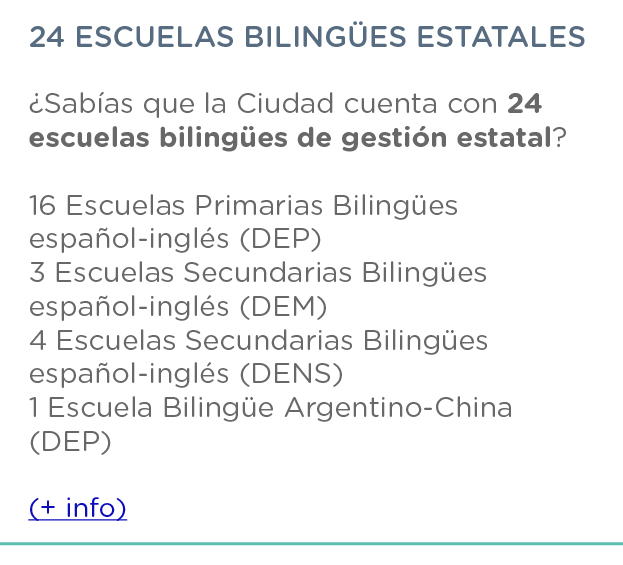 24 ESCUELAS BILINGÜES ESTATALES
¿Sabías que la Ciudad cuenta con 24
escuelas bilingües de gestión estatal?
16 Escuelas Primarias Bilingües
español-inglés (DEP)
3 Escuelas Secundarias Bilingües
español-inglés (DEM)
4 Escuelas Secundarias Bilingües
español-inglés (DENS)
1 Escuela Bilingüe Argentino-China
(DEP)
(+ info)